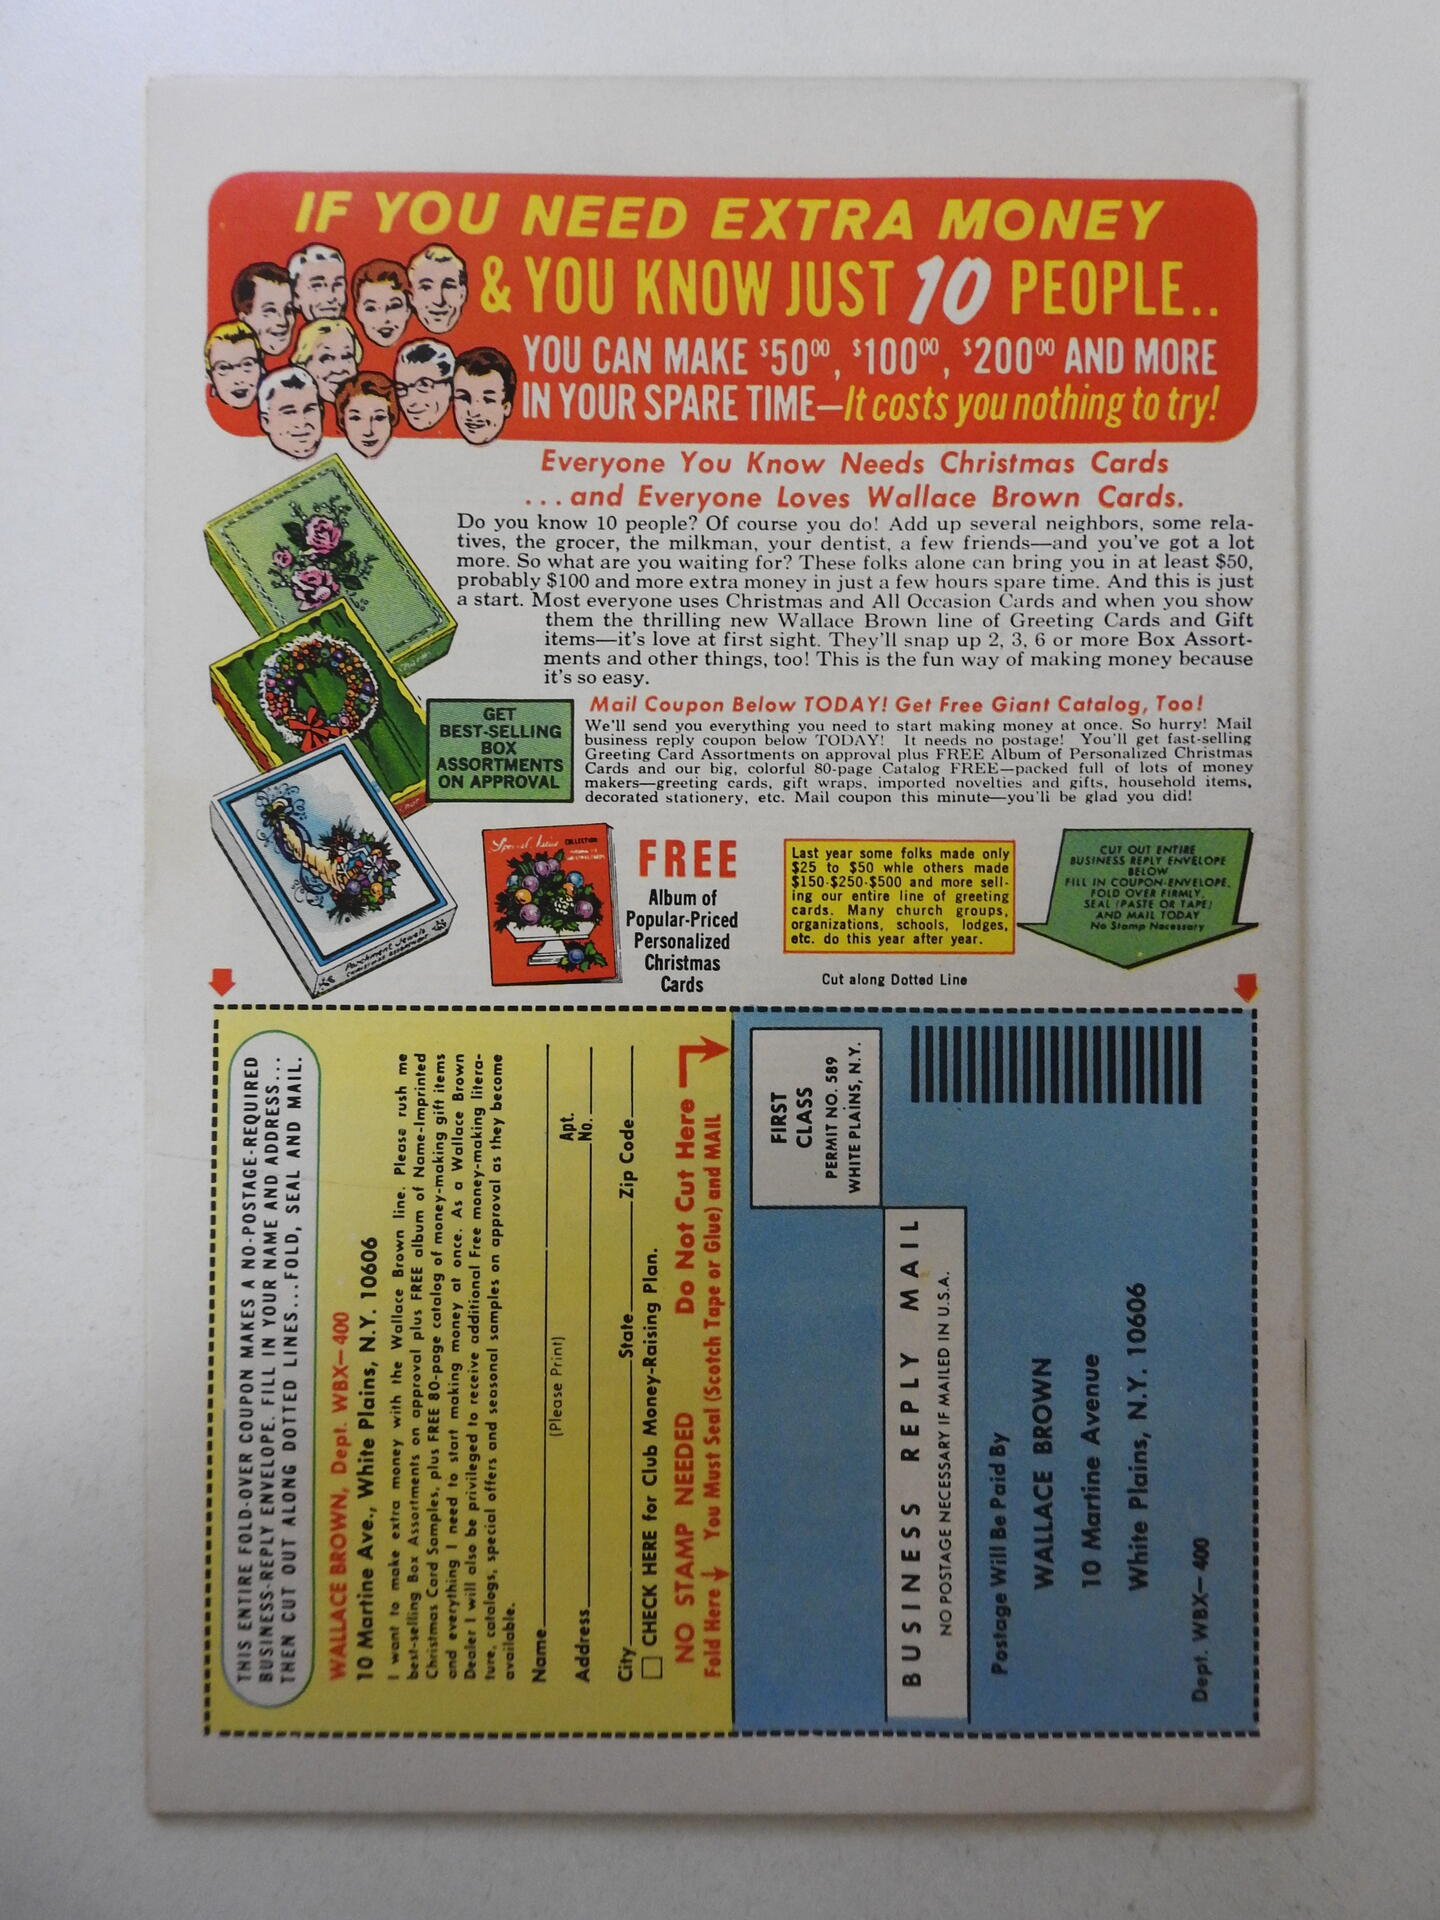 IF YOU NEED EXTRA MONEY
& YOU KNOW JUST 10 PEOPLE..
YOU CAN MAKE $50⁰⁰, $100⁰⁰, $200⁰⁰ AND MORE
IN YOUR SPARE TIME—It costs you nothing to try!
Everyone You Know Needs Christmas Cards
...and Everyone Loves Wallace Brown Cards.
Do you know 10 people? Of course you do! Add up several neighbors, some rela-
tives, the grocer, the milkman, your dentist, a few friends—and you've got a lot
more. So what are you waiting for? These folks alone can bring you in at least $50,
probably $100 and more extra money in just a few hours spare time. And this is just
a start. Most everyone uses Christmas and All Occasion Cards and when you show
them the thrilling new Wallace Brown line of Greeting Cards and Gift
items—it's love at first sight. They'll snap up 2, 3, 6 or more Box Assort-
ments and other things, too! This is the fun way of making money because
it's so easy.
GET
BEST-SELLING
BOX
ASSORTMENTS
ON APPROVAL
Mail Coupon Below TODAY! Get Free Giant Catalog, Too!
We'll send you everything you need to start making money at once. So hurry! Mail
business reply coupon below TODAY! It needs no postage! You'll get fast-selling
Greeting Card Assortments on approval plus FREE Album of Personalized Christmas
Cards and our big, colorful 80-page Catalog FREE—packed full of lots of money
makers—greeting cards, gift wraps, imported novelties and gifts, household items,
decorated stationery, etc. Mail coupon this minute—you'll be glad you did!
Parchment Jewels
CHRISTMAS ASSORTMENT
COLLECTION
FREE
Album of
Popular-Priced
Personalized
Christmas
Cards
Last year some folks made only
$25 to $50 whle others made
$150-$250-$500 and more sell-
ing our entire line of greeting
cards. Many church groups,
organizations, schools, lodges,
etc. do this year after year.
CUT OUT ENTIRE
BUSINESS REPLY ENVELOPE
BELOW
FILL IN COUPON-ENVELOPE,
FOLD OVER FIRMLY,
SEAL (PASTE OR TAPE)
AND MAIL TODAY
No Stamp Necessary
Cut along Dotted Line
THIS ENTIRE FOLD-OVER COUPON MAKES A NO-POSTAGE-REQUIRED
BUSINESS-REPLY ENVELOPE. FILL IN YOUR NAME AND ADDRESS...
THEN CUT OUT ALONG DOTTED LINES...FOLD, SEAL AND MAIL.
WALLACE BROWN, Dept. WBX—400
10 Martine Ave., White Plains, N.Y. 10606
I want to make extra money with the Wallace Brown line. Please rush me
best-selling Box Assortments on approval plus FREE album of Name-Imprinted
Christmas Card Samples, plus FREE 80-page catalog of money-making gift items
and everything I need to start making money at once. As a Wallace Brown
Dealer I will also be privileged to receive additional Free money-making litera-
ture, catalogs, special offers and seasonal samples on approval as they become
available.
Name
(Please Print)
Address Apt. No.
City State Zip Code
CHECK HERE for Club Money-Raising Plan.
NO STAMP NEEDED Do Not Cut Here
Fold Here You Must Seal (Scotch Tape or Glue) and MAIL
FIRST
CLASS
PERMIT NO. 589
WHITE PLAINS, N.Y.
BUSINESS REPLY MAIL
NO POSTAGE NECESSARY IF MAILED IN U.S.A.
Postage Will Be Paid By
WALLACE BROWN
10 Martine Avenue
White Plains, N.Y. 10606
Dept. WBX—400